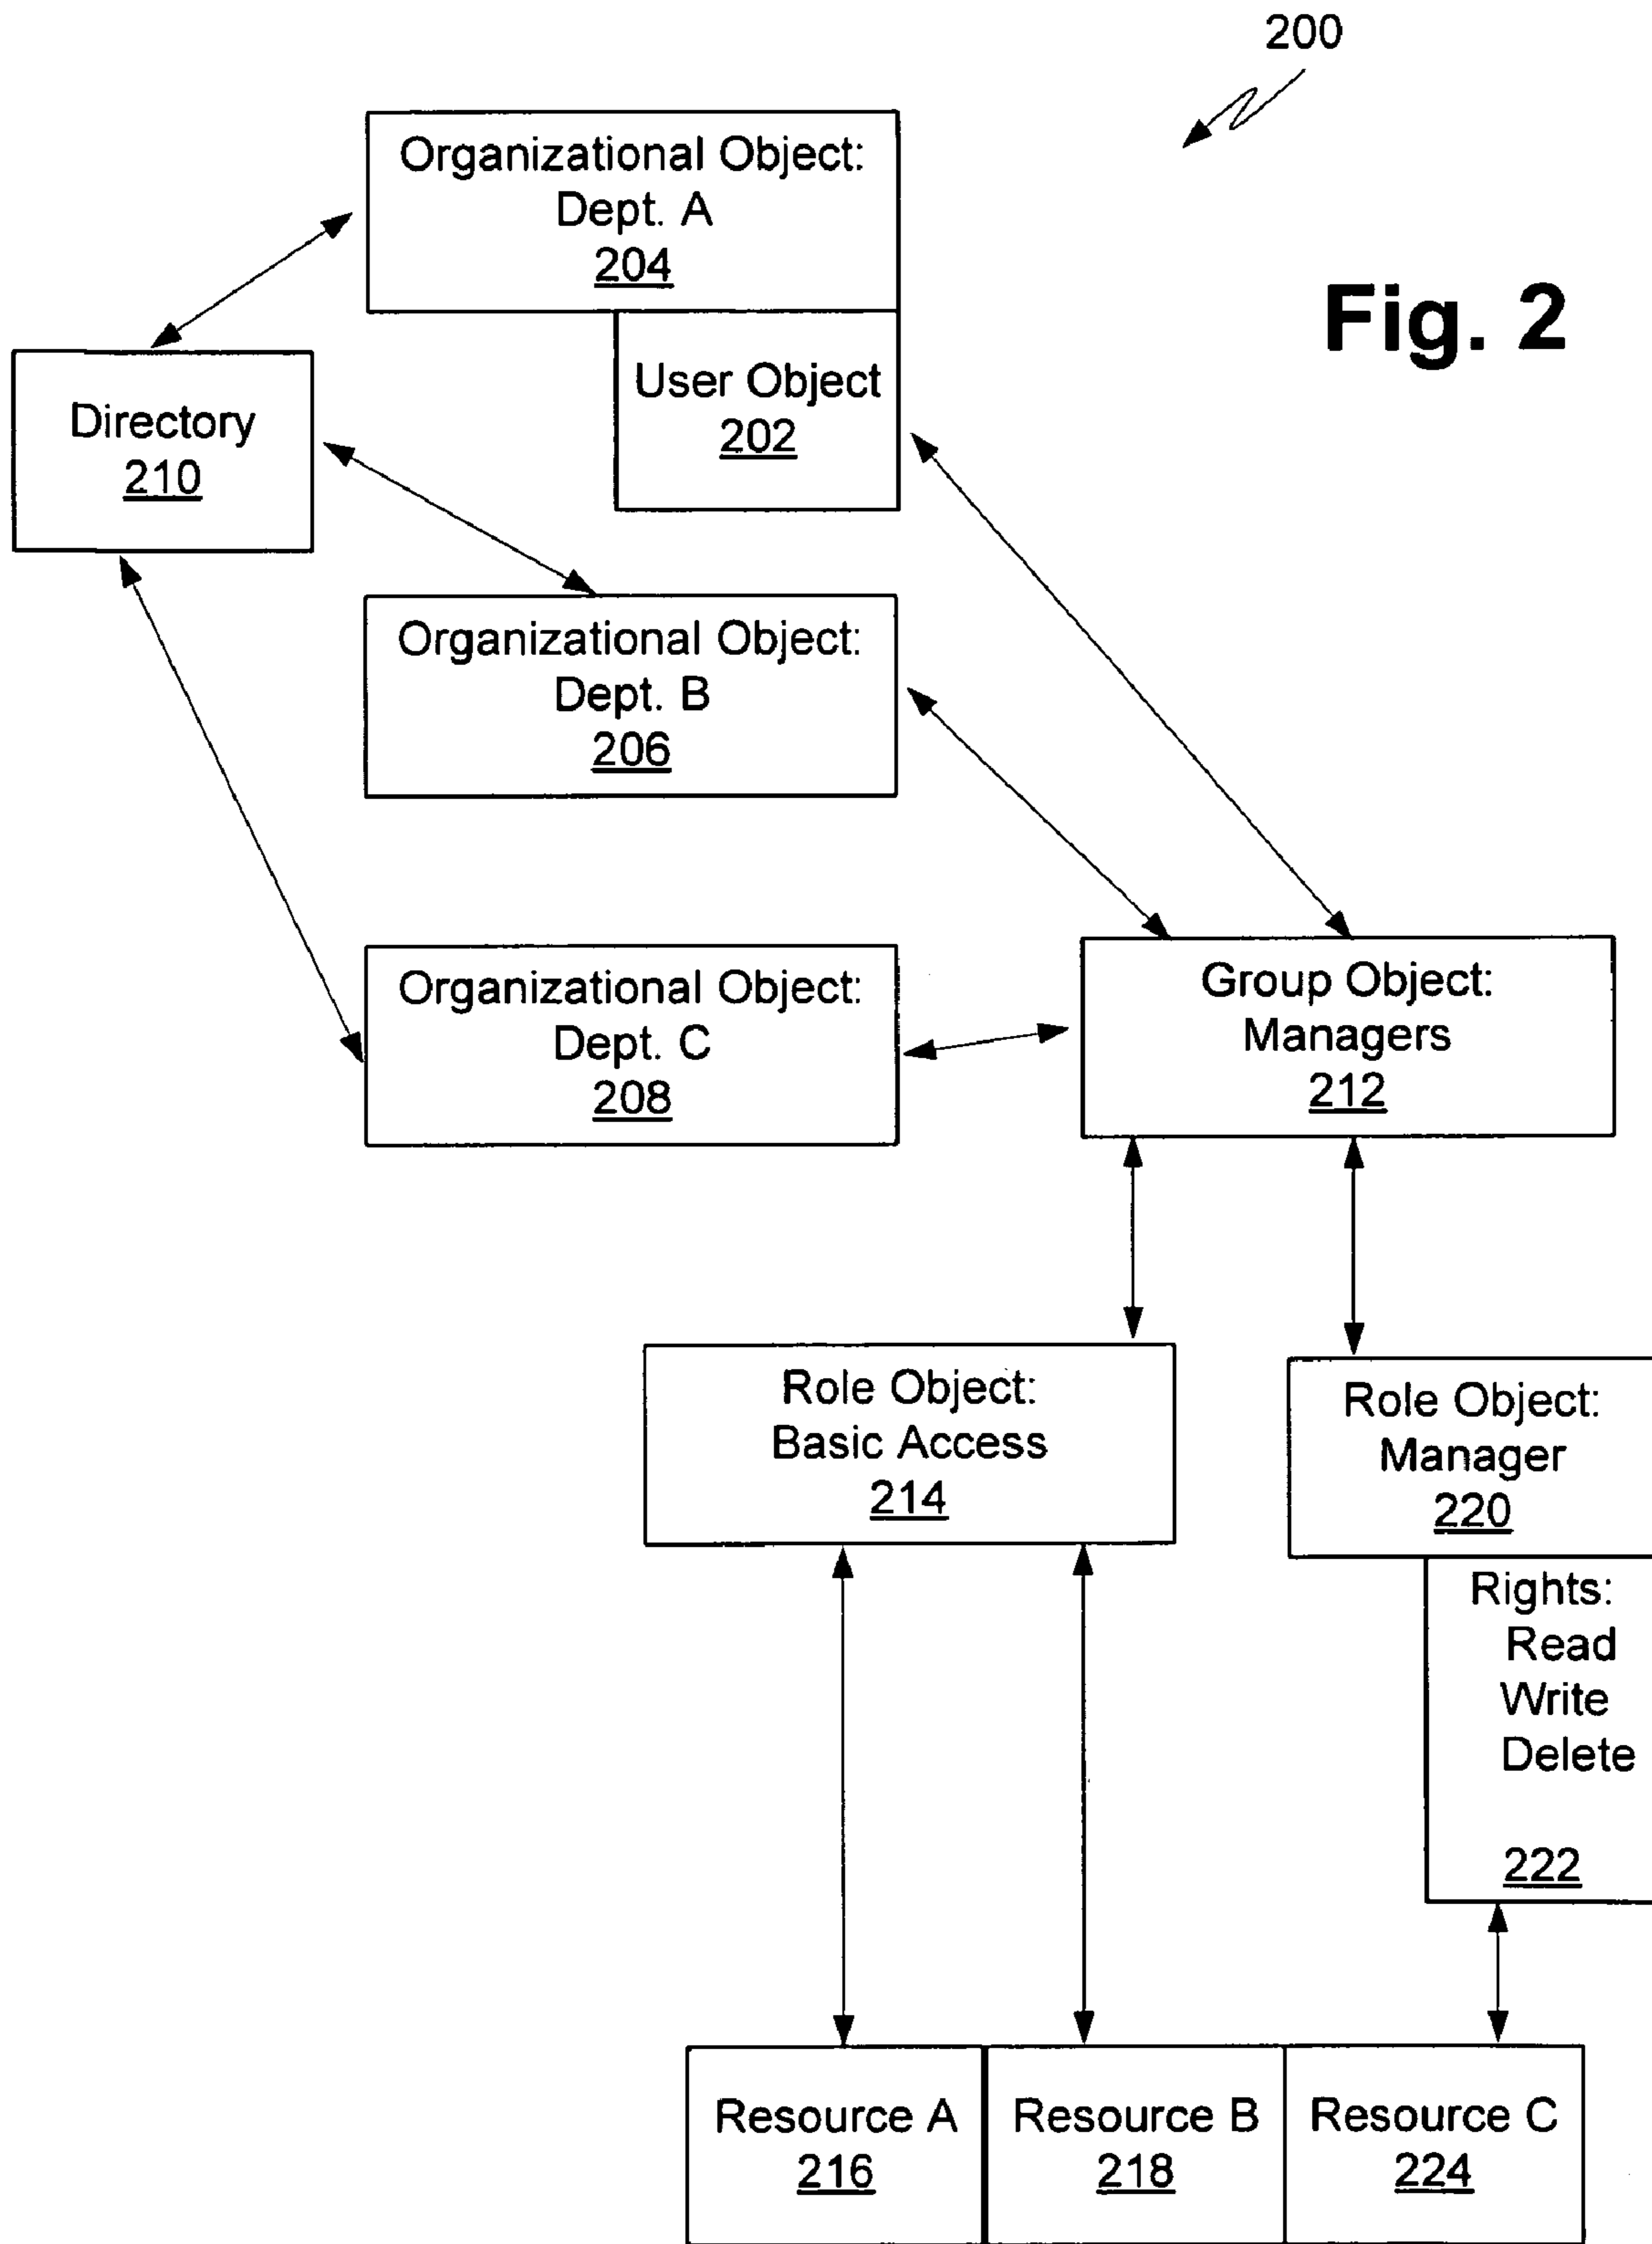 200
Organizational Object:
Dept. A
204
Fig. 2
User Object
202
Directory
210
Organizational Object:
Dept. B
206
Organizational Object:
Dept. C
208
Group Object:
Managers
212
Role Object:
Basic Access
214
Role Object:
Manager
220
Rights:
Read
Write
Delete
222
Resource A
216
Resource B
218
Resource C
224